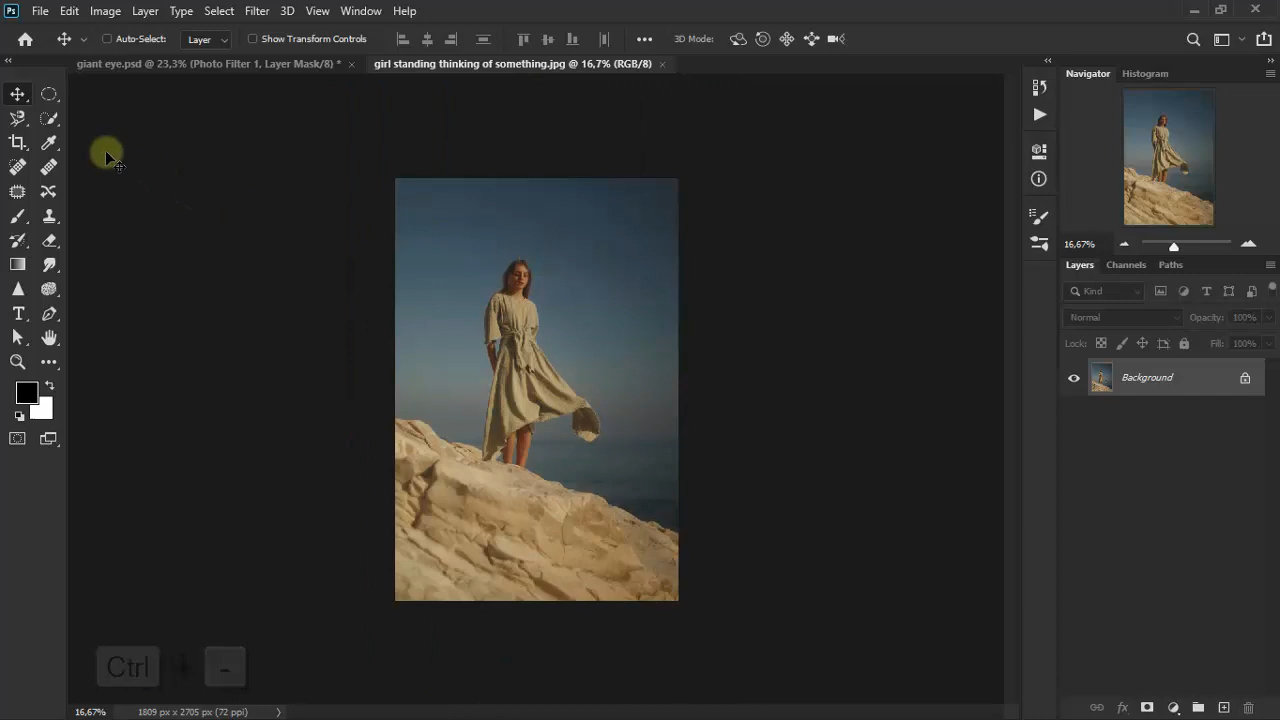 Ps File Edit Image Layer Type Select Filter 3D View Window Help
Auto-Select: Layer Show Transform Controls 3D Mode:
giant eye.psd @ 23,3% (Photo Filter 1, Layer Mask/8) * girl standing thinking of something.jpg @ 16,7% (RGB/8)
Navigator Histogram
16,67%
Layers Channels Paths
Kind
Normal Opacity: 100%
Lock: Fill: 100%
Background
Ctrl + -
16,67% 1809 px x 2705 px (72 ppi)